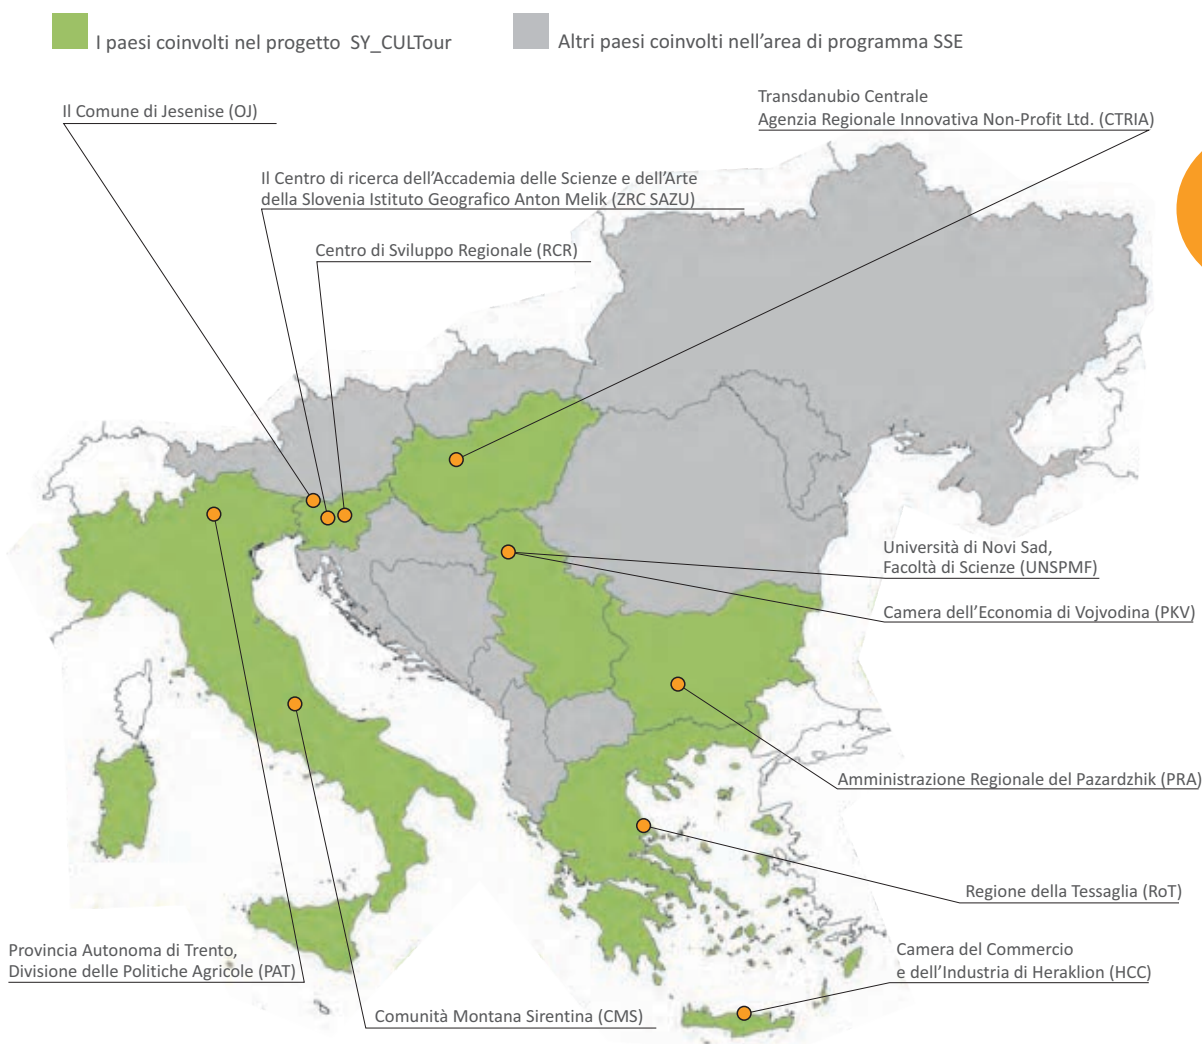 I paesi coinvolti nel progetto SY_CULTour
Altri paesi coinvolti nell'area di programma SSE
Il Comune di Jesenise (OJ)
Transdanubio Centrale
Agenzia Regionale Innovativa Non-Profit Ltd. (CTRIA)
Il Centro di ricerca dell'Accademia delle Scienze e dell'Arte
della Slovenia Istituto Geografico Anton Melik (ZRC SAZU)
Centro di Sviluppo Regionale (RCR)
Università di Novi Sad,
Facoltà di Scienze (UNSPMF)
Camera dell'Economia di Vojvodina (PKV)
Amministrazione Regionale del Pazardzhik (PRA)
Regione della Tessaglia (RoT)
Provincia Autonoma di Trento,
Divisione delle Politiche Agricole (PAT)
Camera del Commercio
e dell'Industria di Heraklion (HCC)
Comunità Montana Sirentina (CMS)